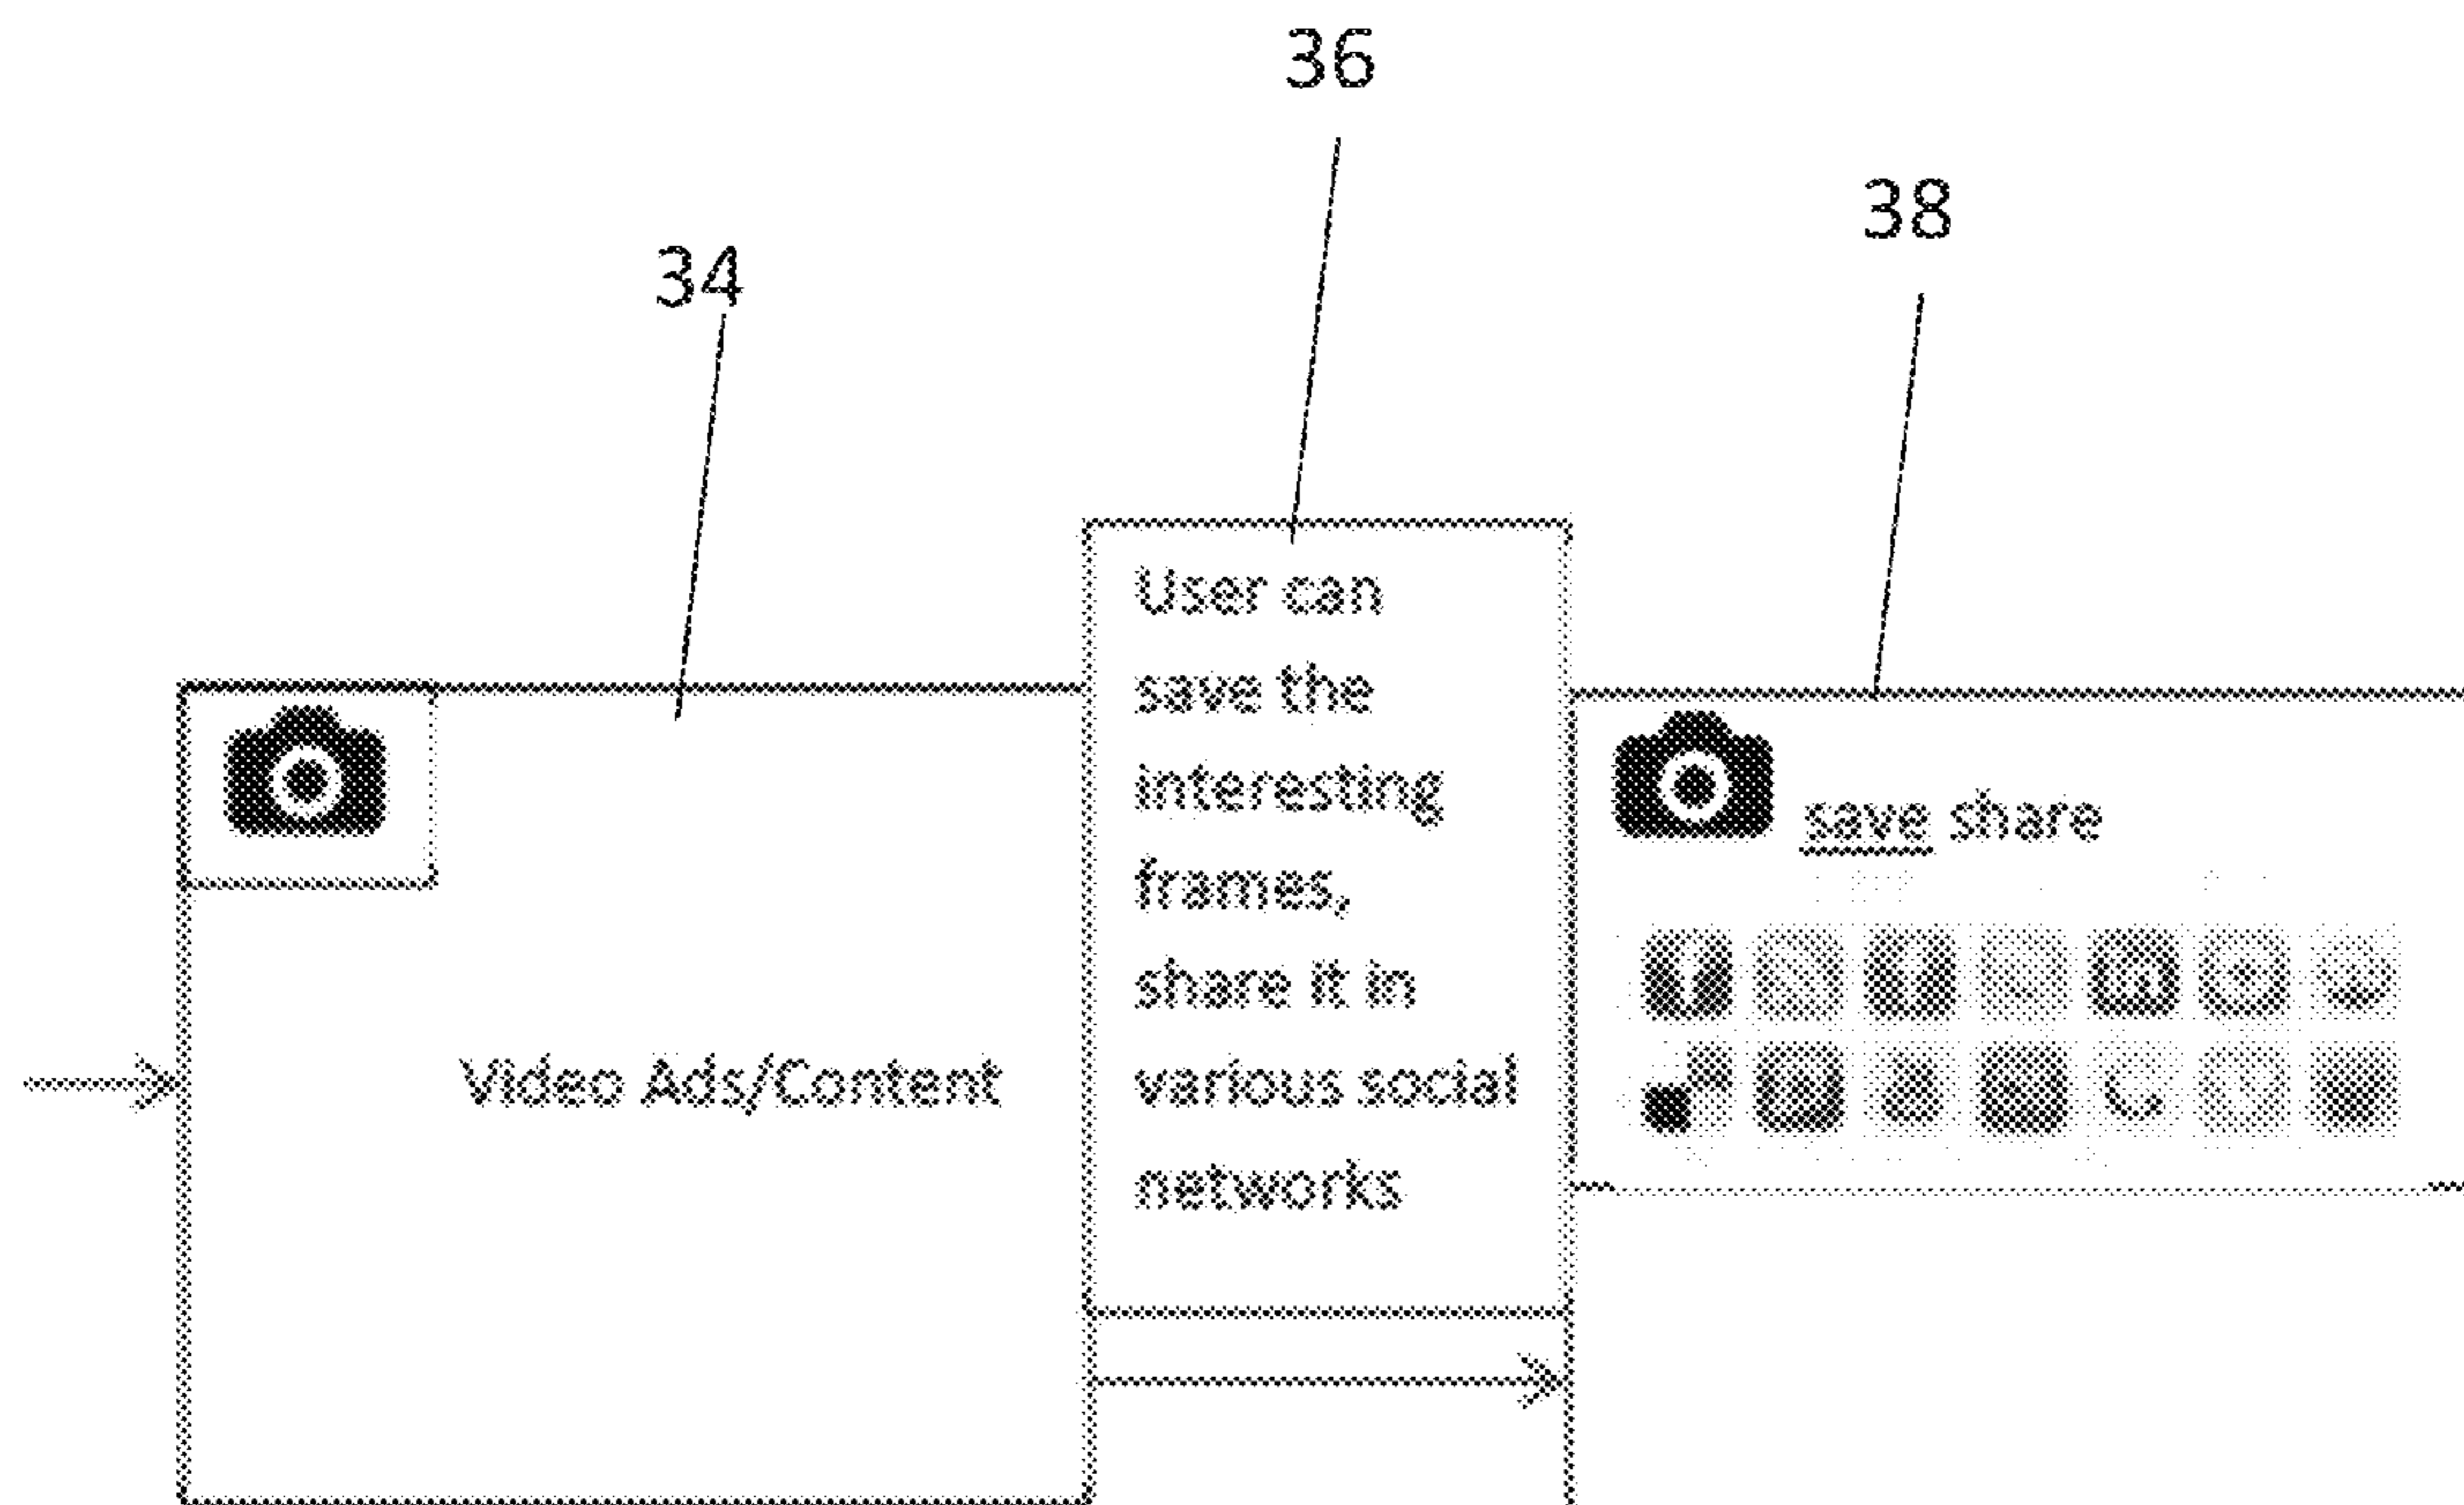 36
38
34
User can
save the
interesting
frames,
share it in
various social
networks
save share
Video Ads/Content